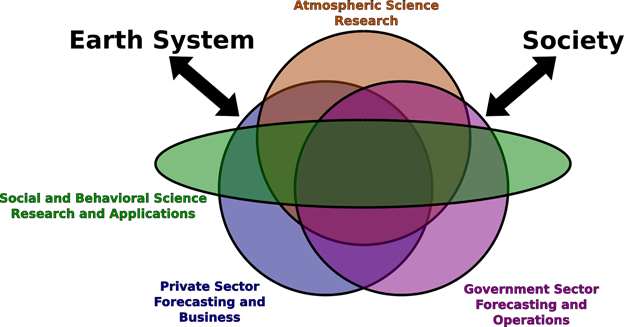 Atmospheric Science
Research
Earth System
Society
Social and Behavioral Science
Research and Applications
Private Sector
Forecasting and
Business
Government Sector
Forecasting and
Operations